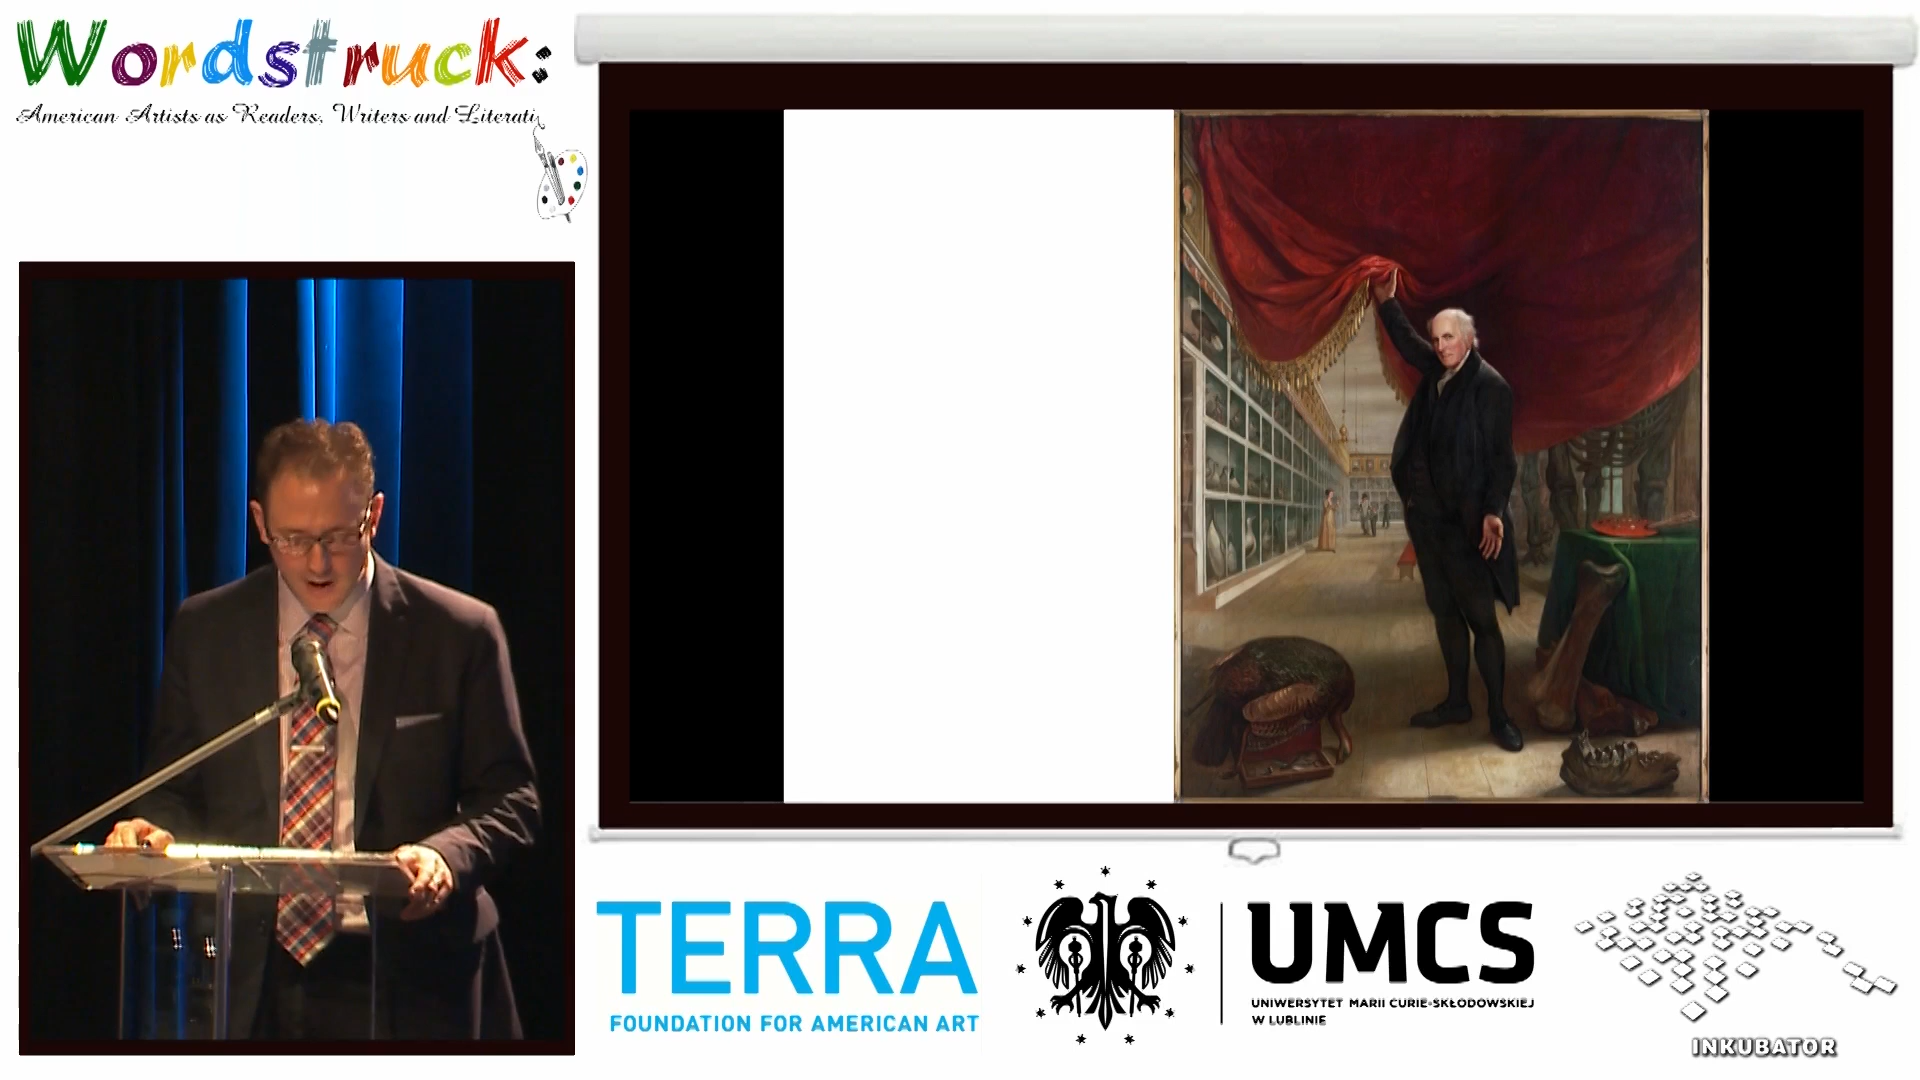 Wordstruck:
American Artists as Readers, Writers and Literati
TERRA
FOUNDATION FOR AMERICAN ART
UMCS
UNIWERSYTET MARII CURIE-SKŁODOWSKIEJ
W LUBLINIE
INKUBATOR